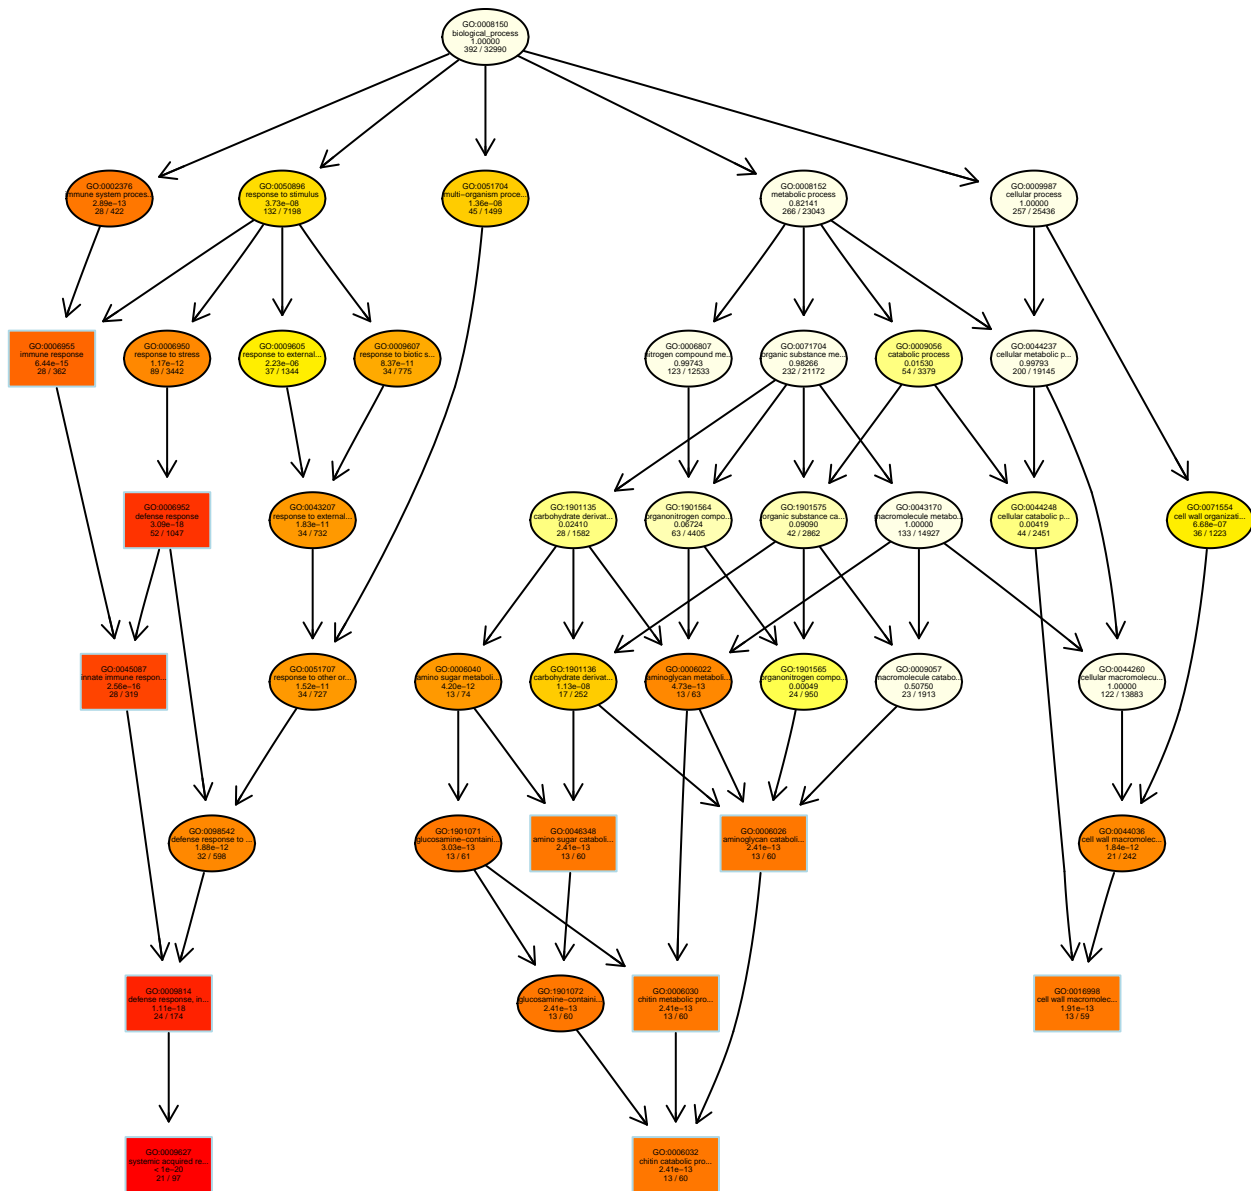 GO:0008150
biological_process
1.00000
392 / 32990
GO:0002376
immune system proces...
2.89e−13
28 / 422
GO:0050896
response to stimulus
3.73e−08
132 / 7198
GO:0051704
multi−organism proce...
1.36e−08
45 / 1499
GO:0008152
metabolic process
0.82141
266 / 23043
GO:0009987
cellular process
1.00000
257 / 25436
GO:0006955
immune response
6.44e−15
28 / 362
GO:0006950
response to stress
1.17e−12
89 / 3442
GO:0009605
response to external...
2.23e−06
37 / 1344
GO:0009607
response to biotic s...
8.37e−11
34 / 775
GO:0006807
nitrogen compound me...
0.99743
123 / 12533
GO:0071704
organic substance me...
0.98266
232 / 21172
GO:0009056
catabolic process
0.01530
54 / 3379
GO:0044237
cellular metabolic p...
0.99793
200 / 19145
GO:0006952
defense response
3.09e−18
52 / 1047
GO:0043207
response to external...
1.83e−11
34 / 732
GO:1901135
carbohydrate derivat...
0.02410
28 / 1582
GO:1901564
organonitrogen compo...
0.06724
63 / 4405
GO:1901575
organic substance ca...
0.09090
42 / 2862
GO:0043170
macromolecule metabo...
1.00000
133 / 14927
GO:0044248
cellular catabolic p...
0.00419
44 / 2451
GO:0071554
cell wall organizati...
6.68e−07
36 / 1223
GO:0045087
innate immune respon...
2.56e−16
28 / 319
GO:0051707
response to other or...
1.52e−11
34 / 727
GO:0006040
amino sugar metaboli...
4.20e−12
13 / 74
GO:1901136
carbohydrate derivat...
1.13e−08
17 / 252
GO:0006022
aminoglycan metaboli...
4.73e−13
13 / 63
GO:1901565
organonitrogen compo...
0.00049
24 / 950
GO:0009057
macromolecule catabo...
0.50750
23 / 1913
GO:0044260
cellular macromolecu...
1.00000
122 / 13883
GO:0098542
defense response to ...
1.88e−12
32 / 598
GO:1901071
glucosamine−containi...
3.03e−13
13 / 61
GO:0046348
amino sugar cataboli...
2.41e−13
13 / 60
GO:0006026
aminoglycan cataboli...
2.41e−13
13 / 60
GO:0044036
cell wall macromolec...
1.84e−12
21 / 242
GO:0009814
defense response, in...
1.11e−18
24 / 174
GO:1901072
glucosamine−containi...
2.41e−13
13 / 60
GO:0006030
chitin metabolic pro...
2.41e−13
13 / 60
GO:0016998
cell wall macromolec...
1.91e−13
13 / 59
GO:0009627
systemic acquired re...
< 1e−20
21 / 97
GO:0006032
chitin catabolic pro...
2.41e−13
13 / 60